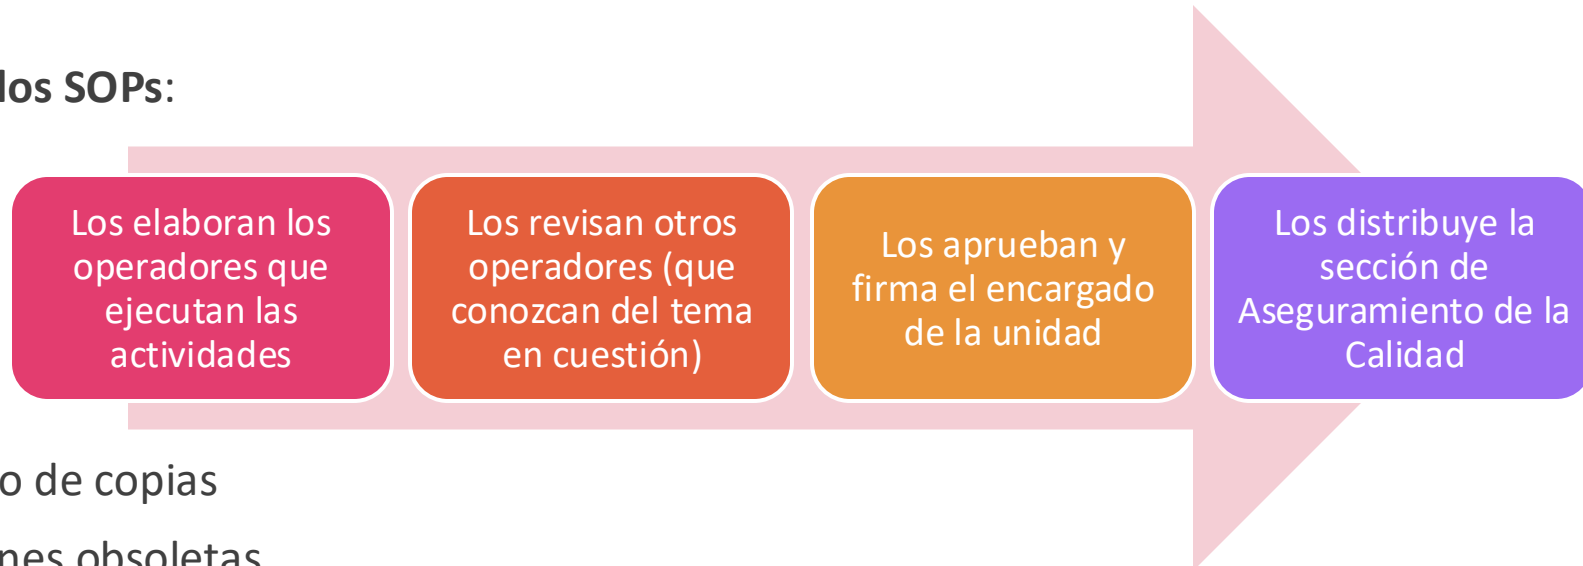 los SOPs:
Los elaboran los
operadores que
ejecutan las
actividades
Los revisan otros
operadores (que
conozcan del tema
en cuestión)
Los aprueban y
firma el encargado
de la unidad
Los distribuye la
sección de
Aseguramiento de la
Calidad
o de copias
nes obsoletas